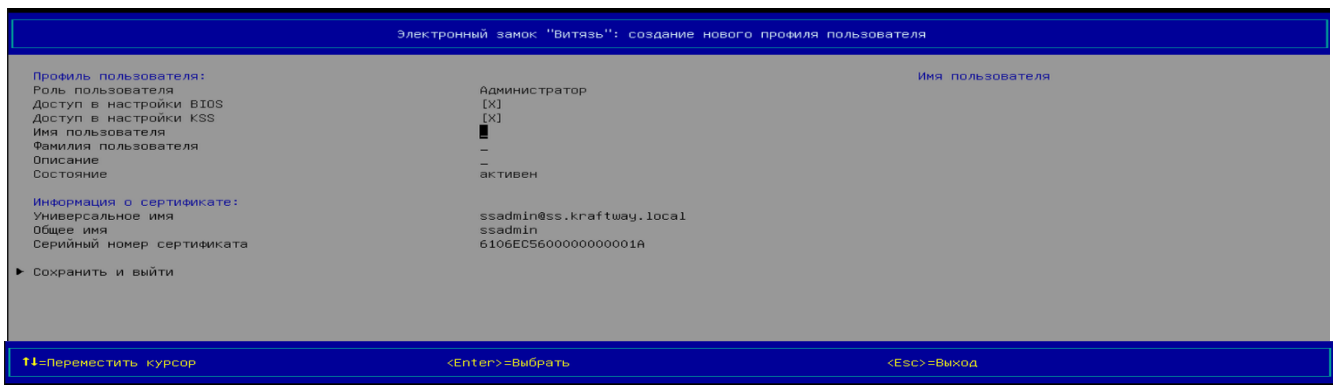 Электронный замок "Витязь": создание нового профиля пользователя
Профиль пользователя:
Имя пользователя
Роль пользователя Администратор
Доступ в настройки BIOS [X]
Доступ в настройки KSS [X]
Имя пользователя _
Фамилия пользователя _
Описание _
Состояние активен
Информация о сертификате:
Универсальное имя ssadmin@ss.kraftway.local
Общее имя ssadmin
Серийный номер сертификата 6106EC5600000000001A
► Сохранить и выйти
↑↓=Переместить курсор <Enter>=Выбрать <Esc>=Выход